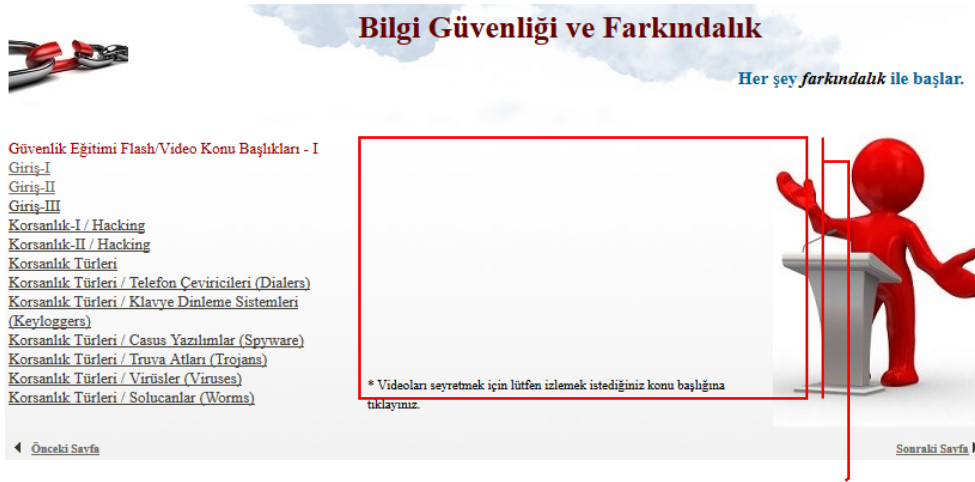 Bilgi Güvenliği ve Farkındalık
Her şey farkındalık ile başlar.
Güvenlik Eğitimi Flash/Video Konu Başlıkları - I
Giriş-I
Giriş-II
Giriş-III
Korsanlık-I / Hacking
Korsanlık-II / Hacking
Korsanlık Türleri
Korsanlık Türleri / Telefon Çeviricileri (Dialers)
Korsanlık Türleri / Klavye Dinleme Sistemleri
(Keyloggers)
Korsanlık Türleri / Casus Yazılımlar (Spyware)
Korsanlık Türleri / Truva Atları (Trojans)
Korsanlık Türleri / Virüsler (Viruses)
Korsanlık Türleri / Solucanlar (Worms)
* Videoları seyretmek için lütfen izlemek istediğiniz konu başlığına
tıklayınız.
Önceki Sayfa
Sonraki Sayfa